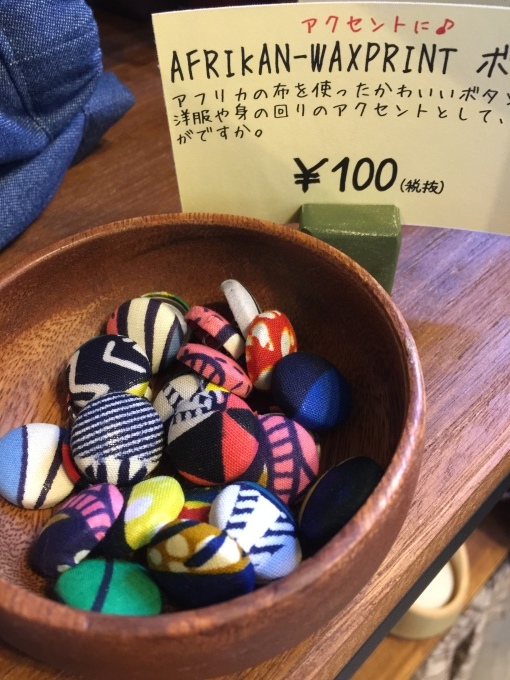 アクセントに♪
AFRIKAN-WAXPRINT ボ
アフリカの布を使ったかわいいボタン
洋服や身の回りのアクセントとして、
がですか。
¥100(税抜)